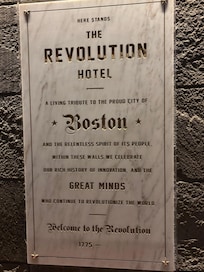 HERE STANDS
THE
REVOLUTION
HOTEL
A LIVING TRIBUTE TO THE PROUD CITY OF
★ Boston ★
AND THE RELENTLESS SPIRIT OF ITS PEOPLE.
WITHIN THESE WALLS, WE CELEBRATE
OUR RICH HISTORY OF INNOVATION, AND THE
GREAT MINDS
WHO CONTINUE TO REVOLUTIONIZE THE WORLD.
Welcome to the Revolution
1775—